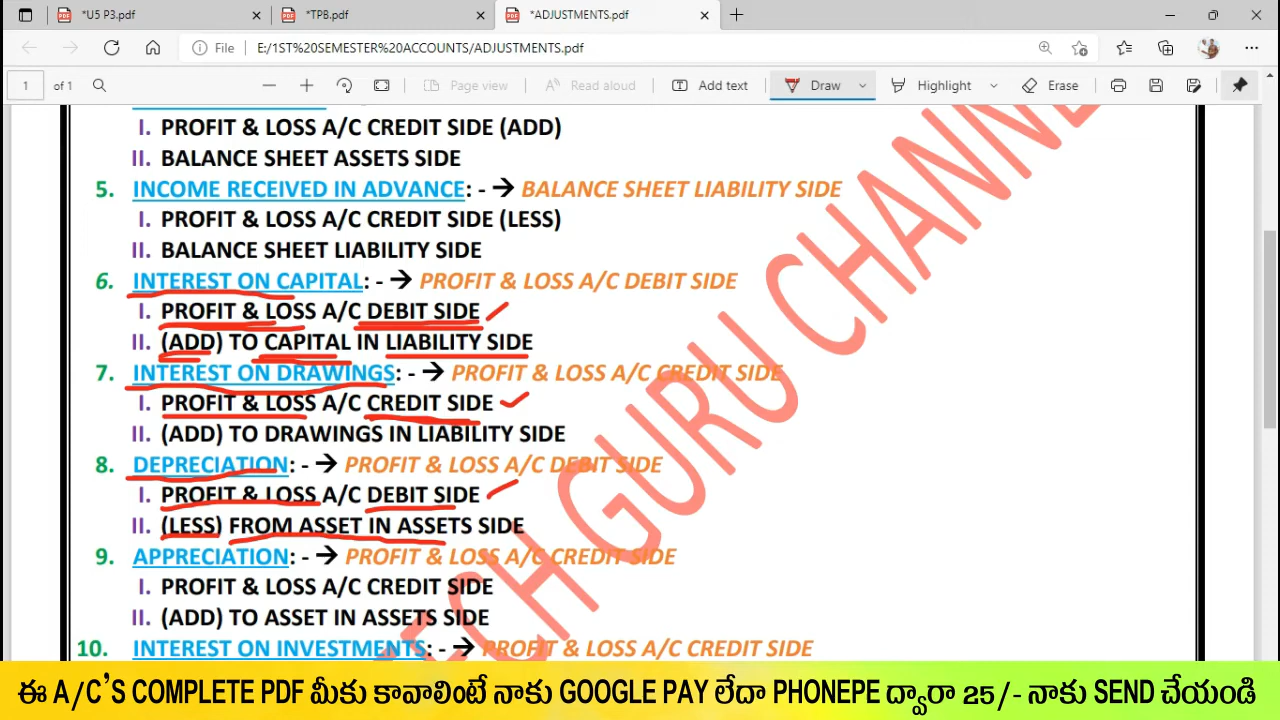 *U5 P3.pdf
*TPB.pdf
*ADJUSTMENTS.pdf
File E:/1ST%20SEMESTER%20ACCOUNTS/ADJUSTMENTS.pdf
1 of 1 Page view Read aloud Add text Draw Highlight Erase
I. PROFIT & LOSS A/C CREDIT SIDE (ADD)
II. BALANCE SHEET ASSETS SIDE
5. INCOME RECEIVED IN ADVANCE: - → BALANCE SHEET LIABILITY SIDE
I. PROFIT & LOSS A/C CREDIT SIDE (LESS)
II. BALANCE SHEET LIABILITY SIDE
6. INTEREST ON CAPITAL: - → PROFIT & LOSS A/C DEBIT SIDE
I. PROFIT & LOSS A/C DEBIT SIDE
II. (ADD) TO CAPITAL IN LIABILITY SIDE
7. INTEREST ON DRAWINGS: - → PROFIT & LOSS A/C CREDIT SIDE
I. PROFIT & LOSS A/C CREDIT SIDE
II. (ADD) TO DRAWINGS IN LIABILITY SIDE
8. DEPRECIATION: - → PROFIT & LOSS A/C DEBIT SIDE
I. PROFIT & LOSS A/C DEBIT SIDE
II. (LESS) FROM ASSET IN ASSETS SIDE
9. APPRECIATION: - → PROFIT & LOSS A/C CREDIT SIDE
I. PROFIT & LOSS A/C CREDIT SIDE
II. (ADD) TO ASSET IN ASSETS SIDE
10. INTEREST ON INVESTMENTS: - → PROFIT & LOSS A/C CREDIT SIDE
ECH GURU CHANNE
ఈ A/C'S COMPLETE PDF మీకు కావాలింటే నాకు GOOGLE PAY లేదా PHONEPE ద్వారా 25/- నాకు SEND చేయండి